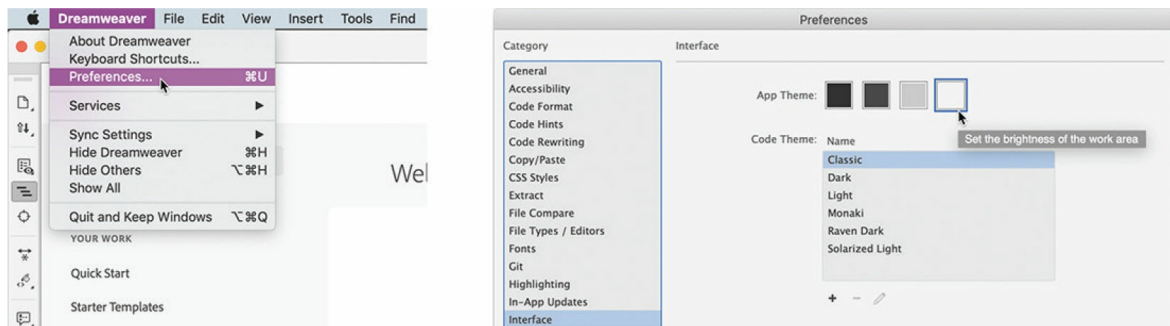 Dreamweaver File Edit View Insert Tools Find
About Dreamweaver
Keyboard Shortcuts...
Preferences... ⌘U
Services ▶
Sync Settings ▶
Hide Dreamweaver ⌘H
Hide Others ⌥⌘H
Show All
Quit and Keep Windows ⌥⌘Q
Wel
YOUR WORK
Quick Start
Starter Templates
Preferences
Category
General
Accessibility
Code Format
Code Hints
Code Rewriting
Copy/Paste
CSS Styles
Extract
File Compare
File Types / Editors
Fonts
Git
Highlighting
In-App Updates
Interface
Interface
App Theme:
Set the brightness of the work area
Code Theme: Name
Classic
Dark
Light
Monaki
Raven Dark
Solarized Light